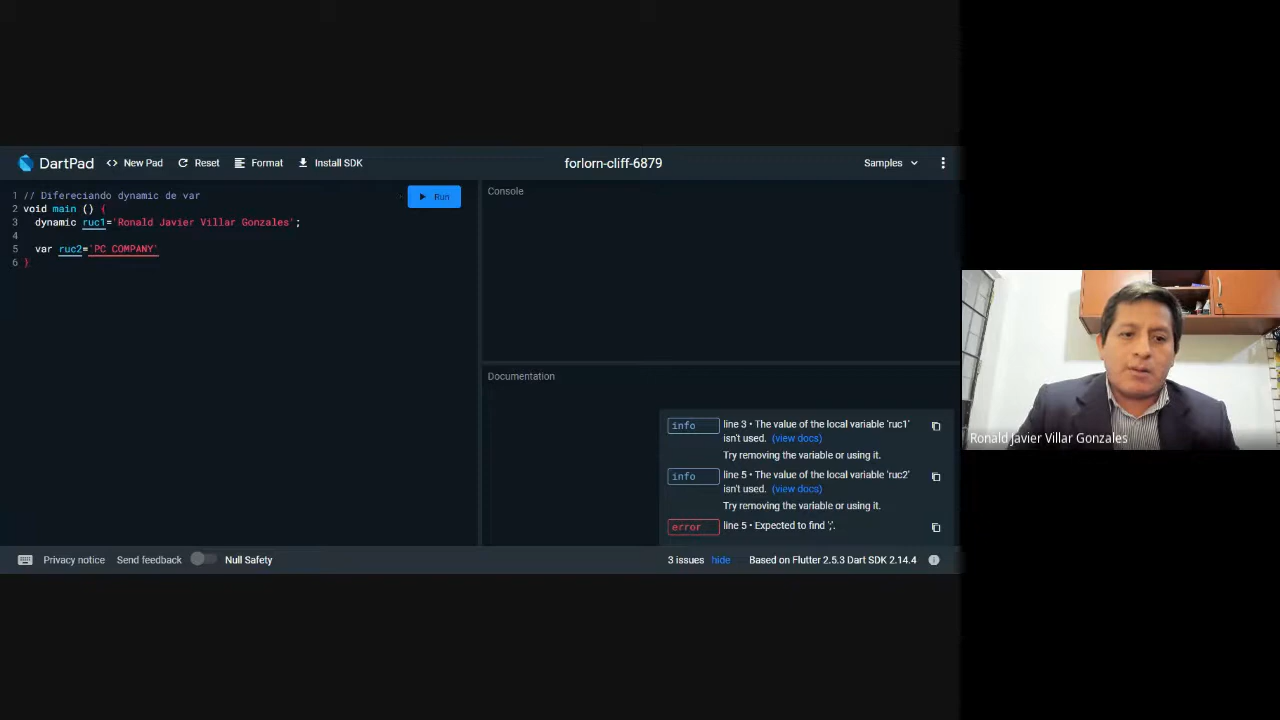 DartPad
<> New Pad
Reset
Format
Install SDK
forlorn-cliff-6879
Samples
1 // Difereciando dynamic de var
2 void main () {
3 dynamic ruc1='Ronald Javier Villar Gonzales';
4
5 var ruc2='PC COMPANY'
6 }
Run
Console
Documentation
info line 3 • The value of the local variable 'ruc1'
isn't used. (view docs)
Try removing the variable or using it.
info line 5 • The value of the local variable 'ruc2'
isn't used. (view docs)
Try removing the variable or using it.
error line 5 • Expected to find ';'.
Privacy notice
Send feedback
Null Safety
3 issues hide
Based on Flutter 2.5.3 Dart SDK 2.14.4
Ronald Javier Villar Gonzales